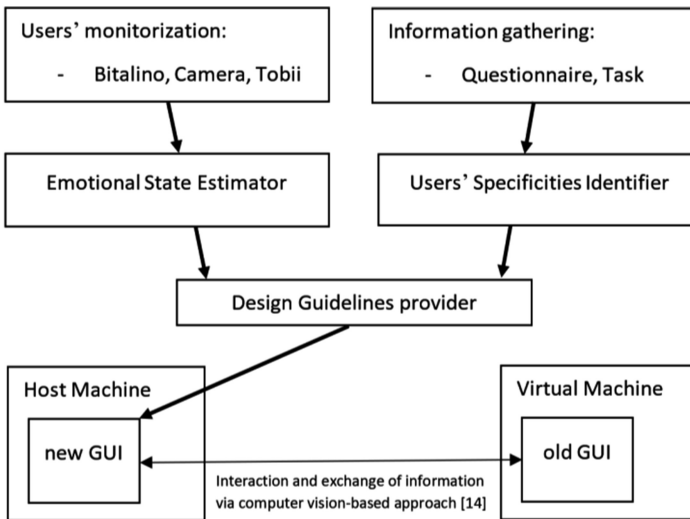 Users' monitorization:
- Bitalino, Camera, Tobii
Information gathering:
- Questionnaire, Task
Emotional State Estimator
Users' Specificities Identifier
Design Guidelines provider
Host Machine
new GUI
Virtual Machine
old GUI
Interaction and exchange of information
via computer vision-based approach [14]